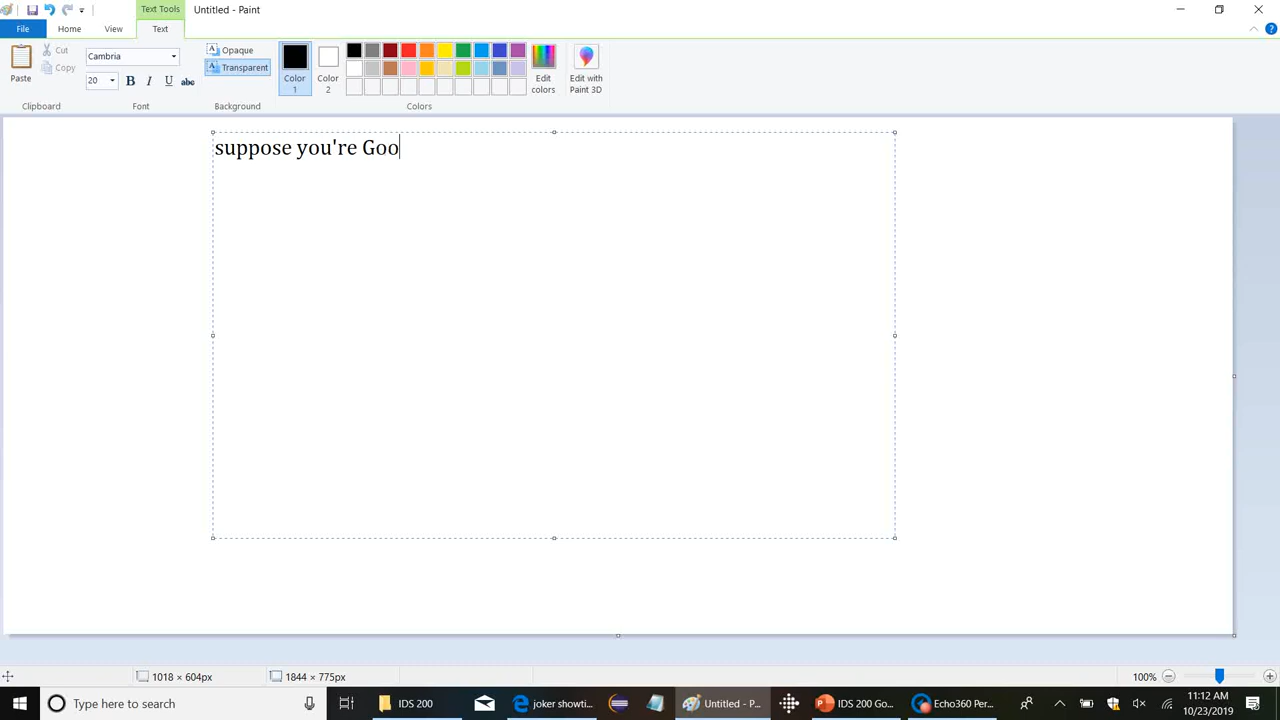 Text Tools
Untitled - Paint
File
Home
View
Text
Paste
Cut
Copy
Clipboard
Cambria
20
B
I
U
abc
Font
Opaque
Transparent
Background
Color
1
Color
2
Edit
colors
Colors
Edit with
Paint 3D
suppose you're Goo
1018 × 604px
1844 × 775px
100%
Type here to search
IDS 200
joker showti...
Untitled - P...
IDS 200 Go...
Echo360 Per...
11:12 AM
10/23/2019